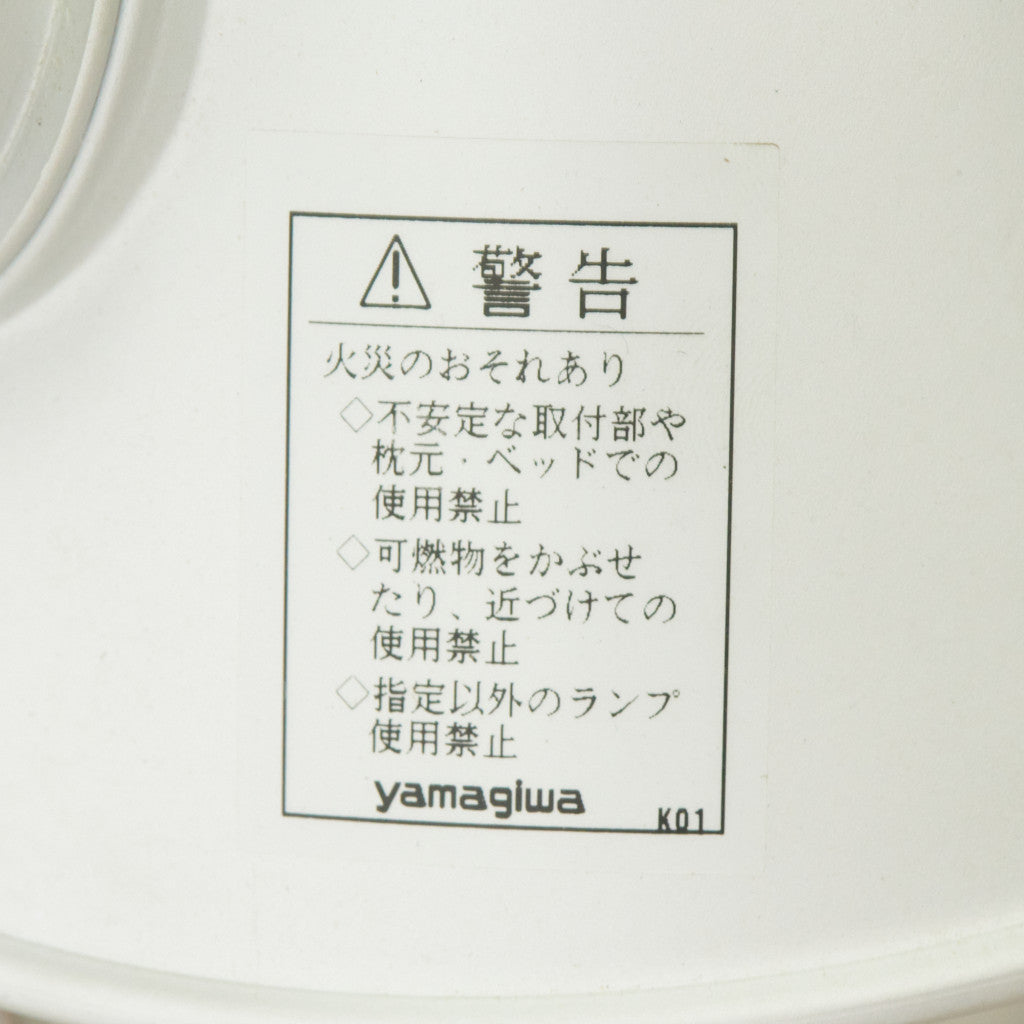 警告
火災のおそれあり
◇不安定な取付部や
枕元・ベッドでの
使用禁止
◇可燃物をかぶせ
たり、近づけての
使用禁止
◇指定以外のランプ
使用禁止
yamagiwa
K01